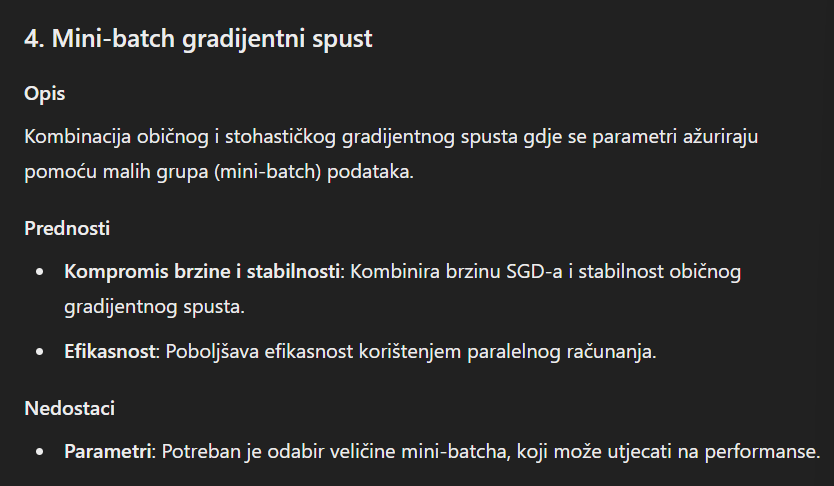 4. Mini-batch gradijentni spust
Opis
Kombinacija običnog i stohastičkog gradijentnog spusta gdje se parametri ažuriraju
pomoću malih grupa (mini-batch) podataka.
Prednosti
• Kompromis brzine i stabilnosti: Kombinira brzinu SGD-a i stabilnost običnog
gradijentnog spusta.
• Efikasnost: Poboljšava efikasnost korištenjem paralelnog računanja.
Nedostaci
• Parametri: Potreban je odabir veličine mini-batcha, koji može utjecati na performanse.